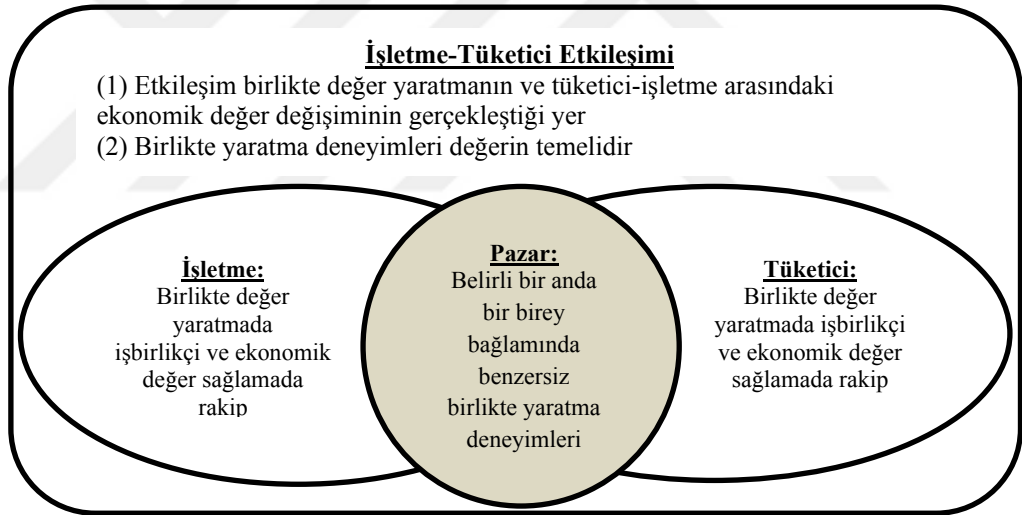 İşletme-Tüketici Etkileşimi
(1) Etkileşim birlikte değer yaratmanın ve tüketici-işletme arasındaki
ekonomik değer değişiminin gerçekleştiği yer
(2) Birlikte yaratma deneyimleri değerin temelidir
İşletme:
Birlikte değer
yaratmada
işbirlikçi ve ekonomik
değer sağlamada
rakip
Pazar:
Belirli bir anda
bir birey
bağlamında
benzersiz
birlikte yaratma
deneyimleri
Tüketici:
Birlikte değer
yaratmada işbirlikçi
ve ekonomik değer
sağlamada rakip